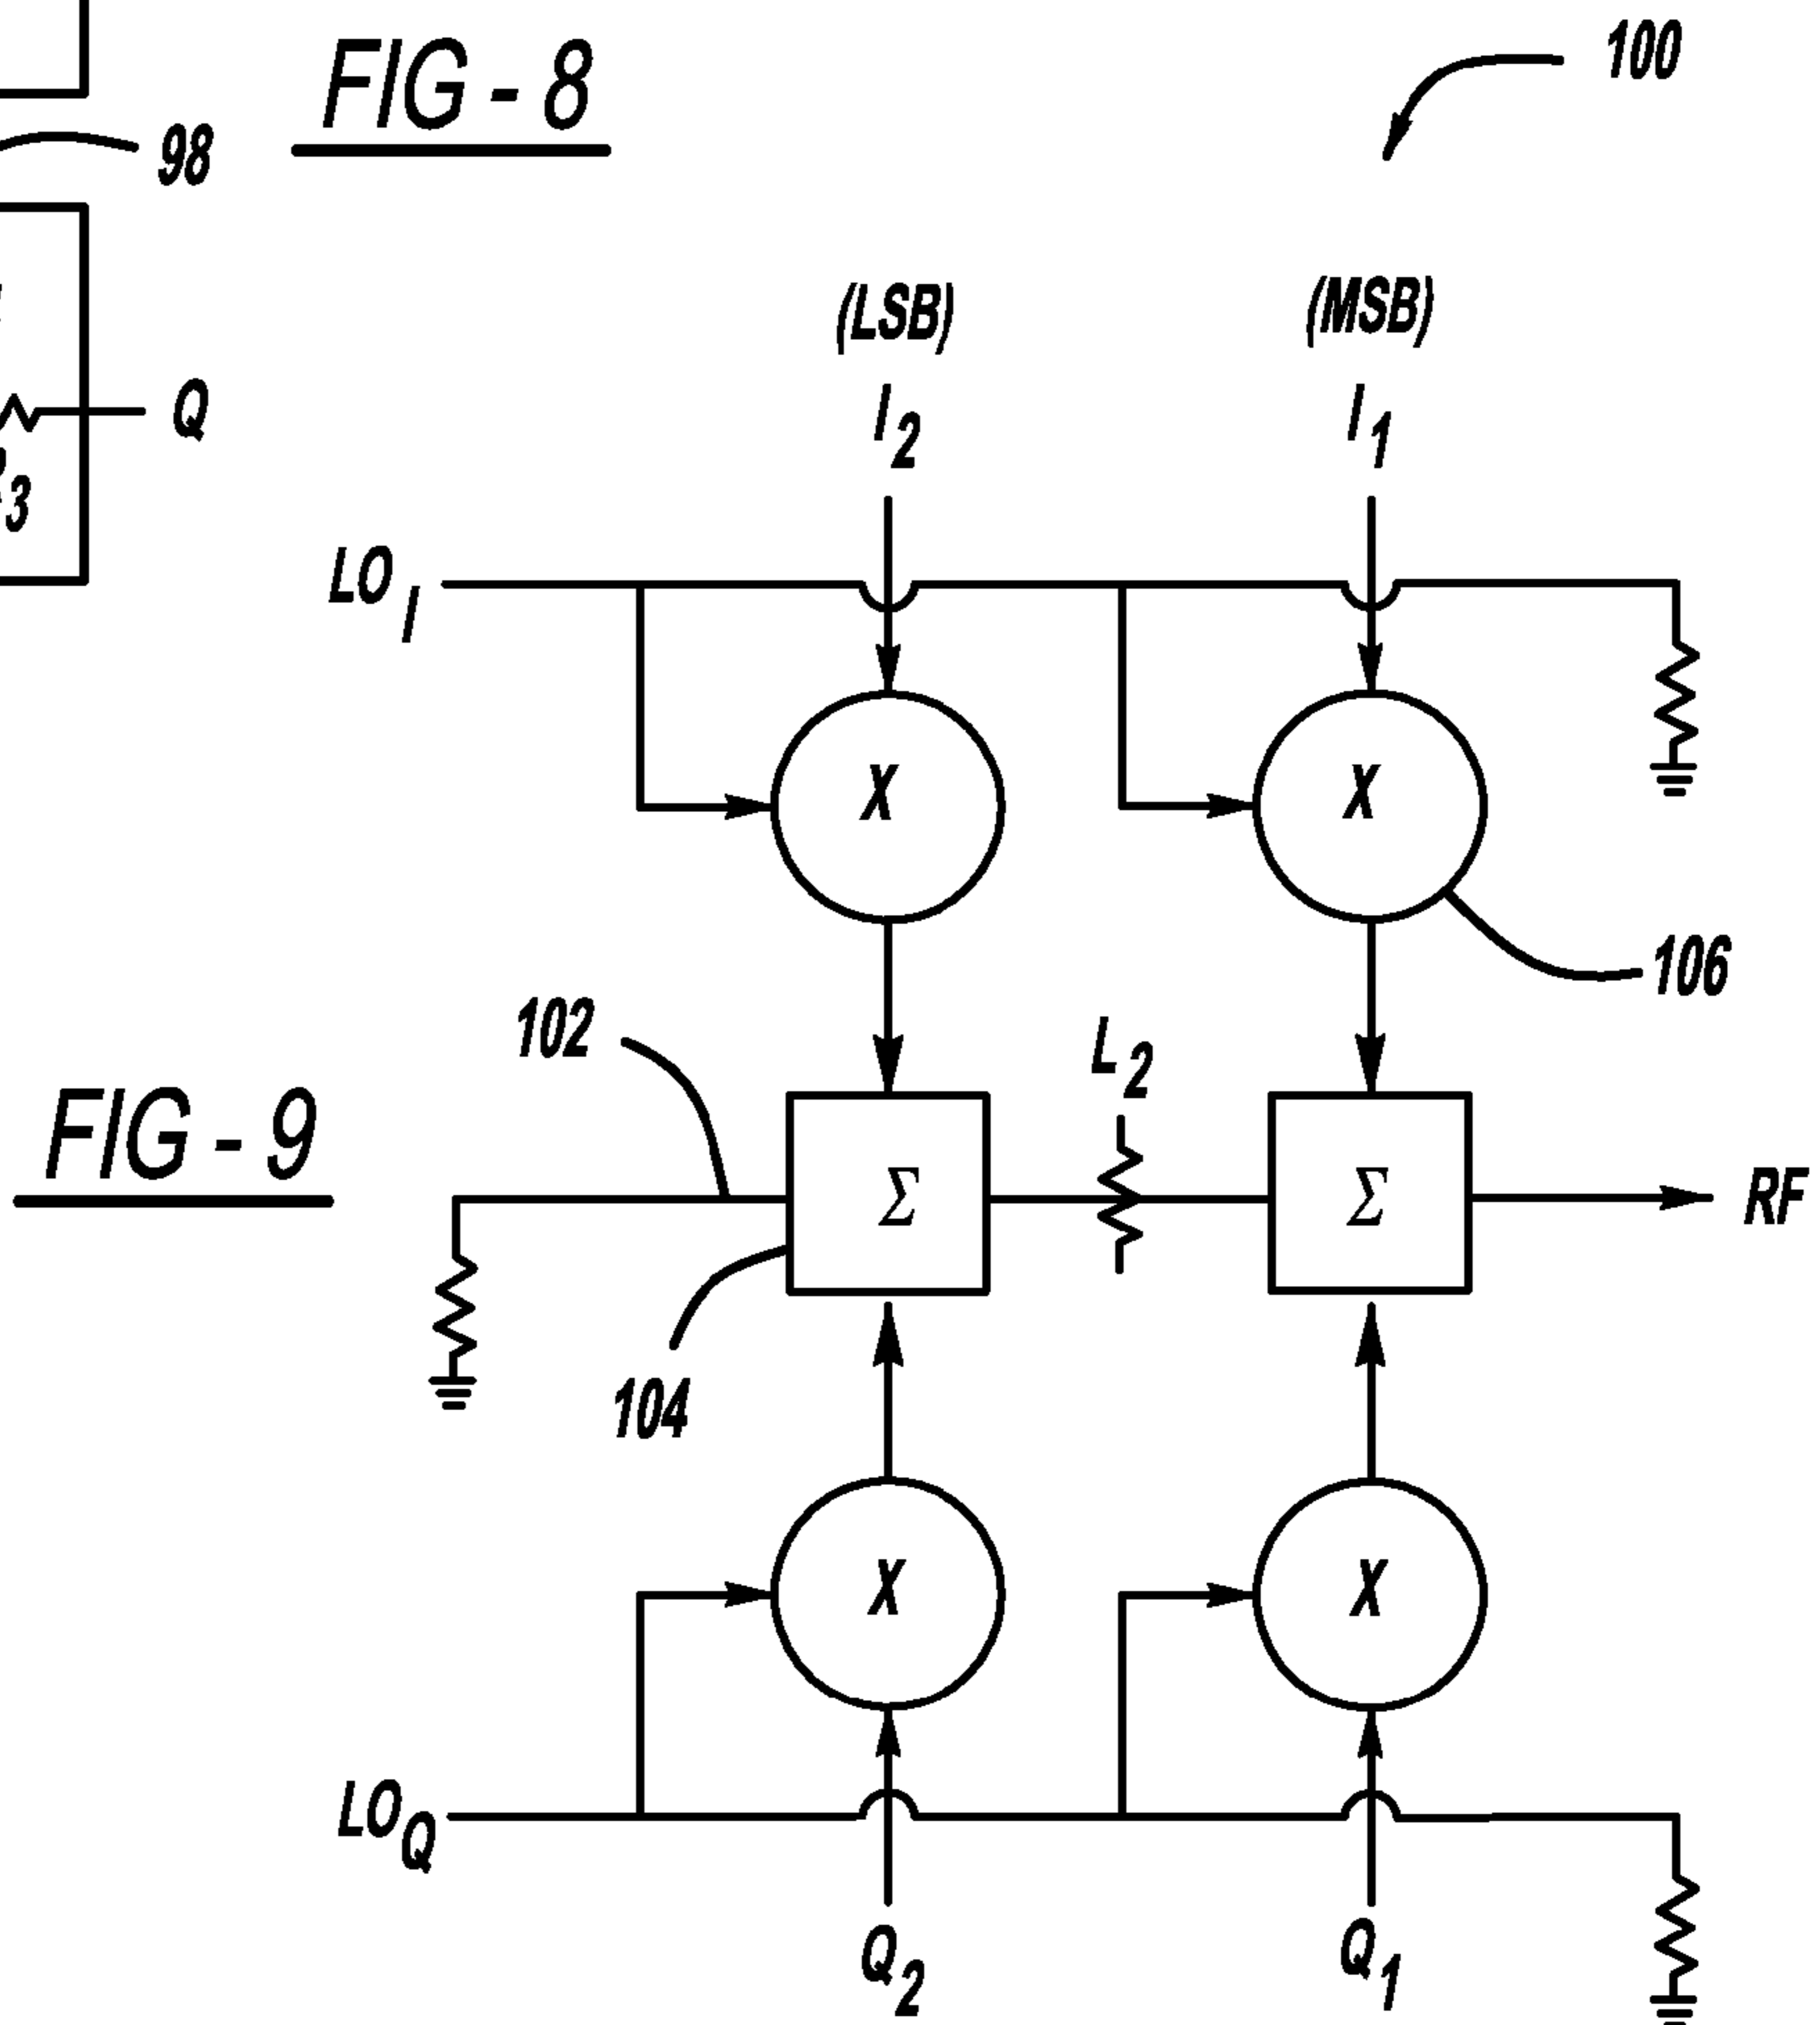 FIG - 8
100
98
(LSB)
(MSB)
I2
I1
Q
3
LOI
X
X
106
102
L2
FIG - 9
Σ
Σ
RF
104
X
X
LOQ
Q2
Q1